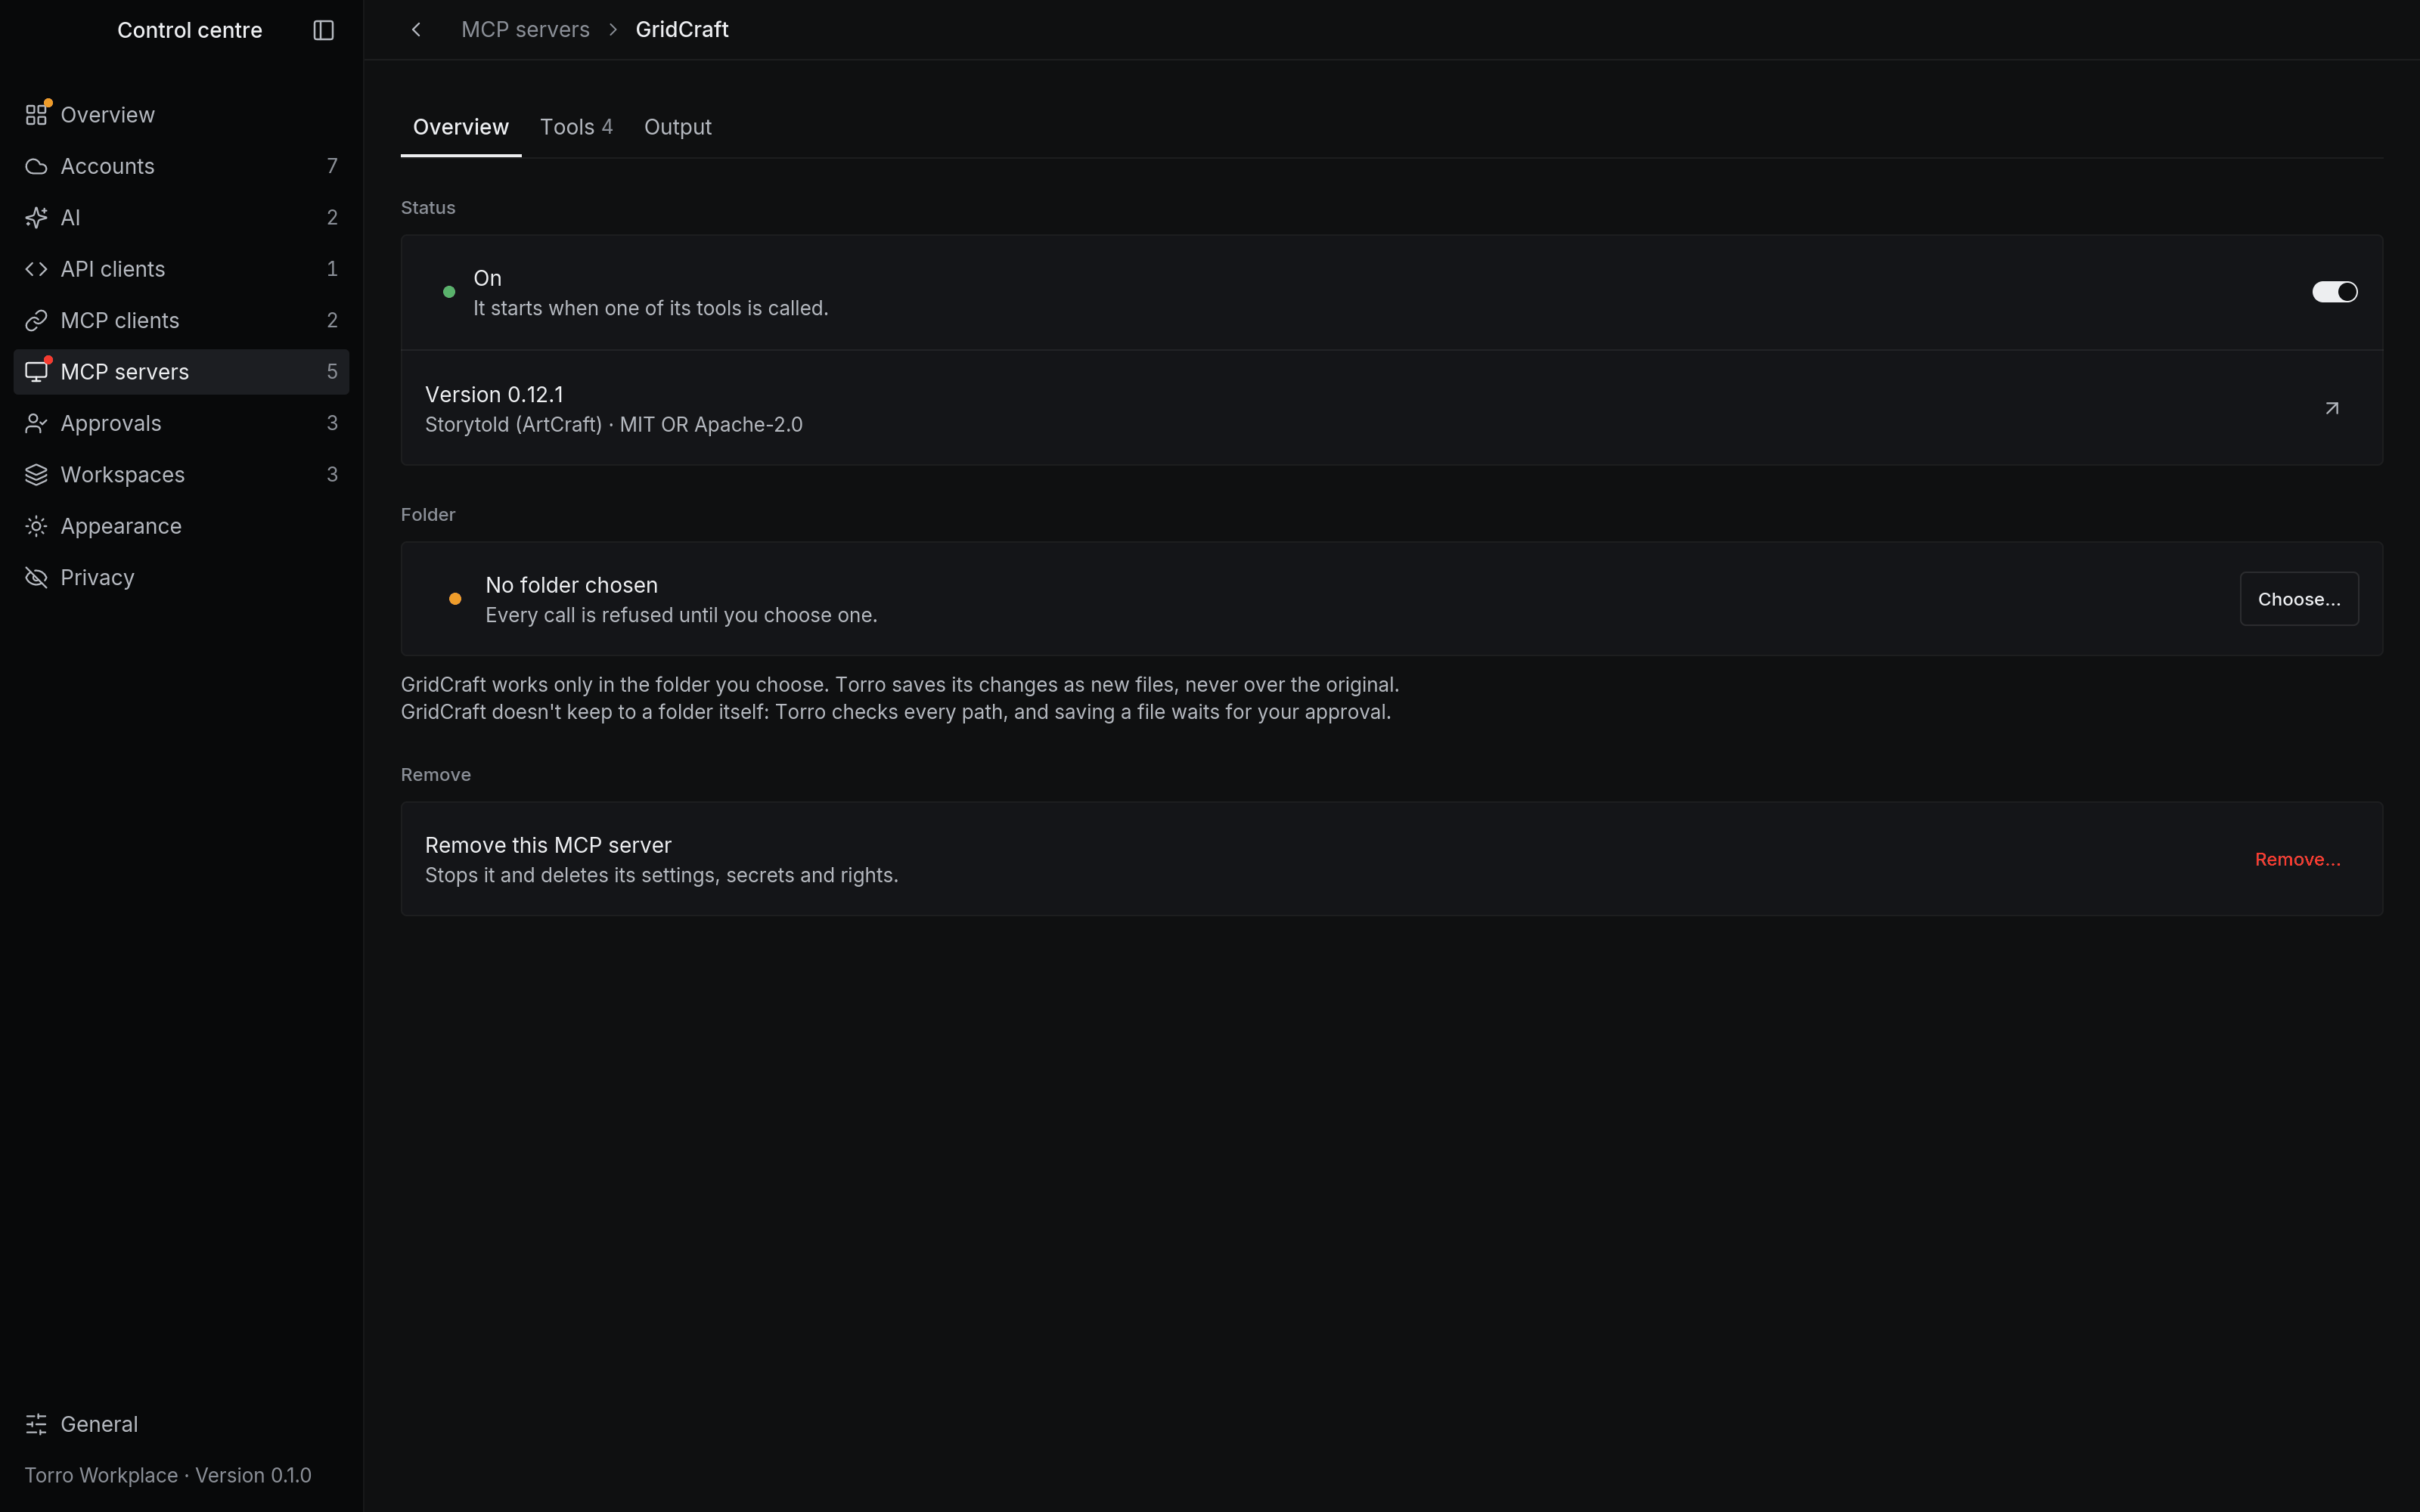 Control centre
Overview
Accounts 7
AI 2
API clients 1
MCP clients 2
MCP servers 5
Approvals 3
Workspaces 3
Appearance
Privacy
General
Torro Workplace · Version 0.1.0
MCP servers > GridCraft
Overview Tools 4 Output
Status
On
It starts when one of its tools is called.
Version 0.12.1
Storytold (ArtCraft) · MIT OR Apache-2.0
Folder
No folder chosen
Every call is refused until you choose one.
Choose...
GridCraft works only in the folder you choose. Torro saves its changes as new files, never over the original.
GridCraft doesn't keep to a folder itself: Torro checks every path, and saving a file waits for your approval.
Remove
Remove this MCP server
Stops it and deletes its settings, secrets and rights.
Remove...